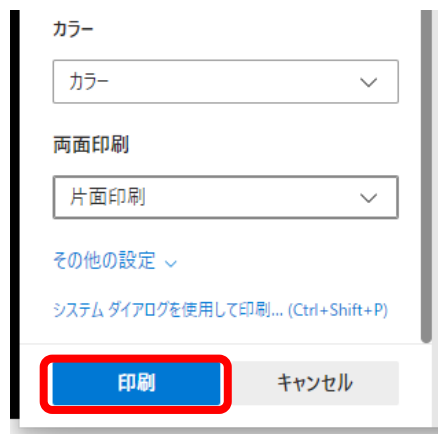 カラー
カラー
両面印刷
片面印刷
その他の設定
システム ダイアログを使用して印刷... (Ctrl+Shift+P)
印刷 キャンセル